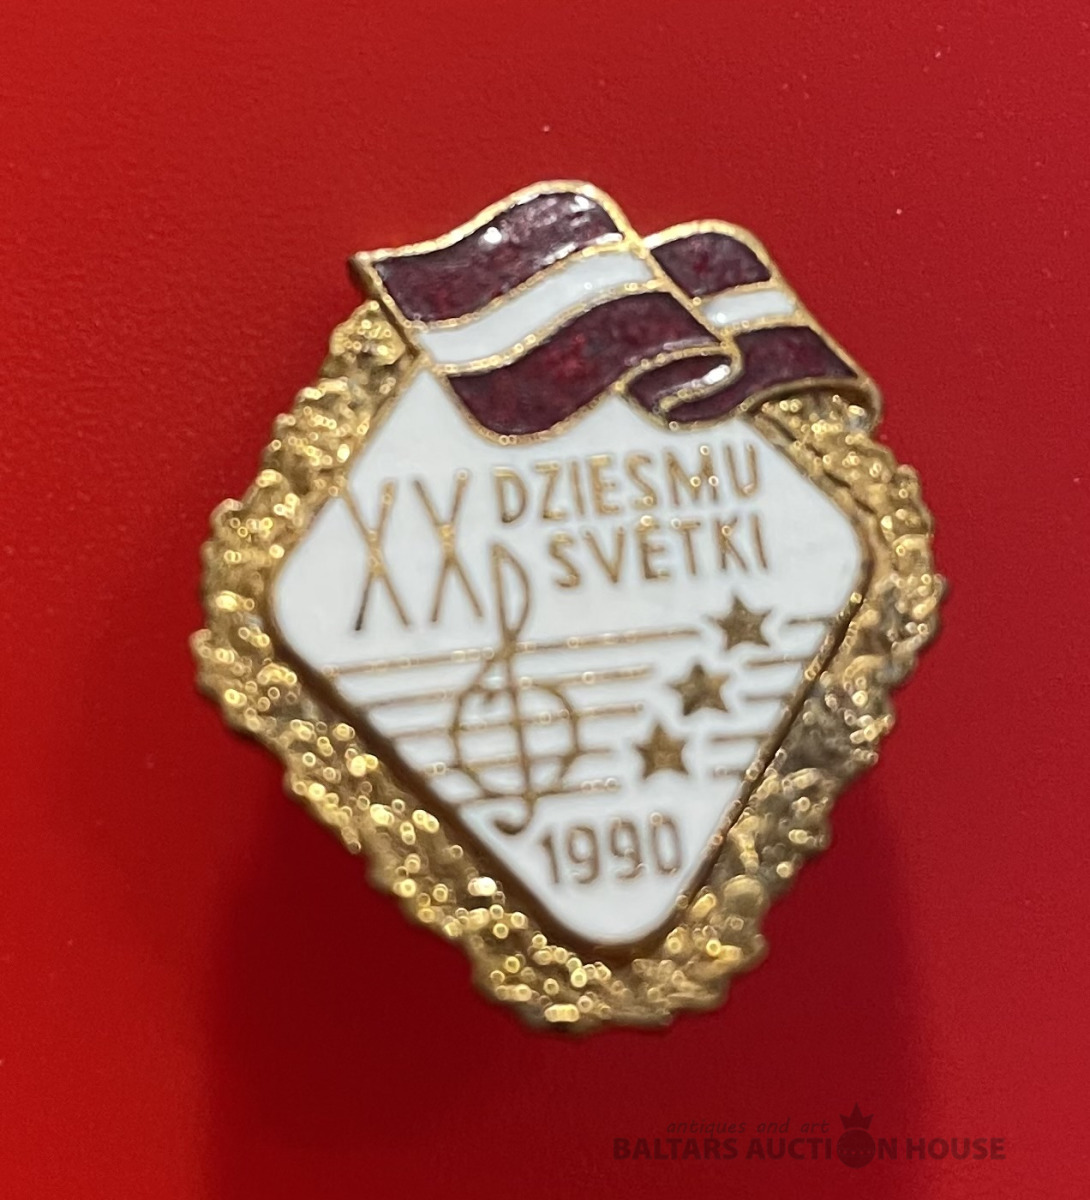 XX DZIESMU
SVĒTKI
1990
antiques and art
BALTARS AUCTION HOUSE